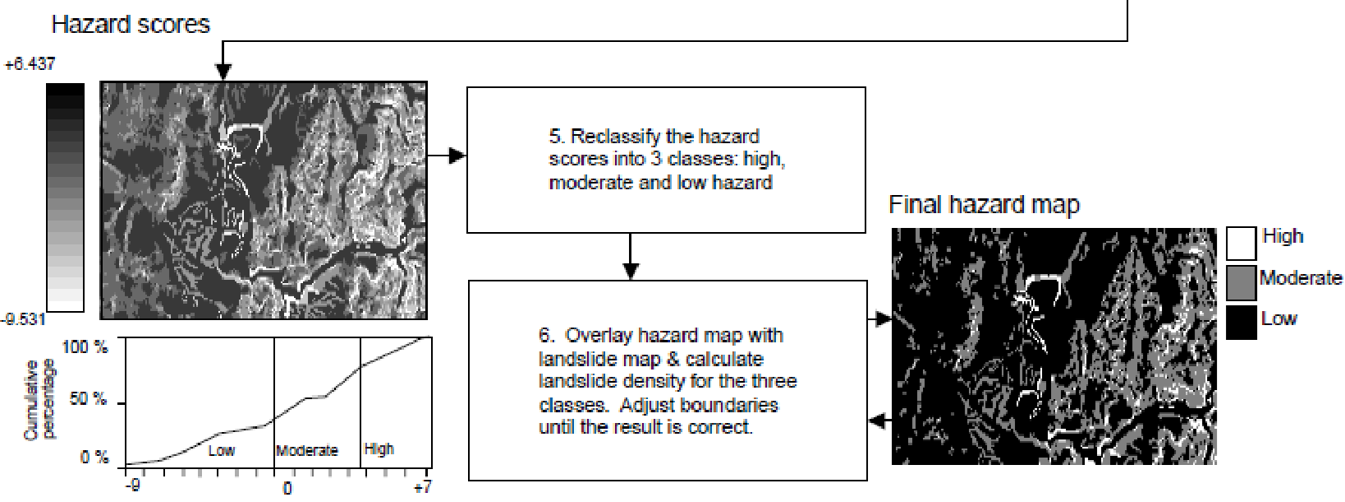 Hazard scores
+6.437
-9.531
5. Reclassify the hazard
scores into 3 classes: high,
moderate and low hazard
Final hazard map
High
Moderate
Low
6. Overlay hazard map with
landslide map & calculate
landslide density for the three
classes. Adjust boundaries
until the result is correct.
Cumulative
percentage
100 %
50 %
0 %
Low
Moderate
High
-9
0
+7